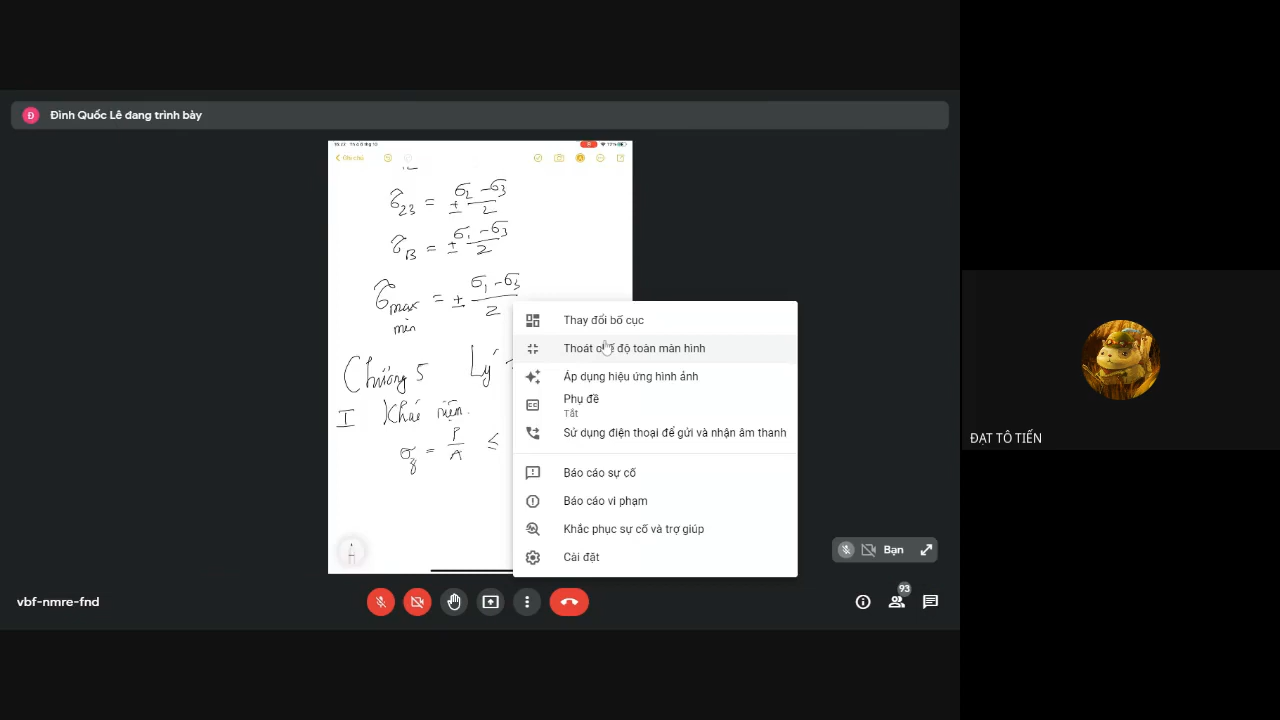 Đ Đình Quốc Lê đang trình bày
Ghi chú
τ23 = ± σ2 - σ3 / 2
τ13 = ± σ1 - σ3 / 2
τmax min = ± σ1 - σ3 / 2
Chương 5 Lý
I Khái niệm
σz = P / A ≤
Thay đổi bố cục
Thoát chế độ toàn màn hình
Áp dụng hiệu ứng hình ảnh
Phụ đề
Tắt
Sử dụng điện thoại để gửi và nhận âm thanh
Báo cáo sự cố
Báo cáo vi phạm
Khắc phục sự cố và trợ giúp
Cài đặt
ĐẠT TÔ TIẾN
Bạn
vbf-nmre-fnd
93